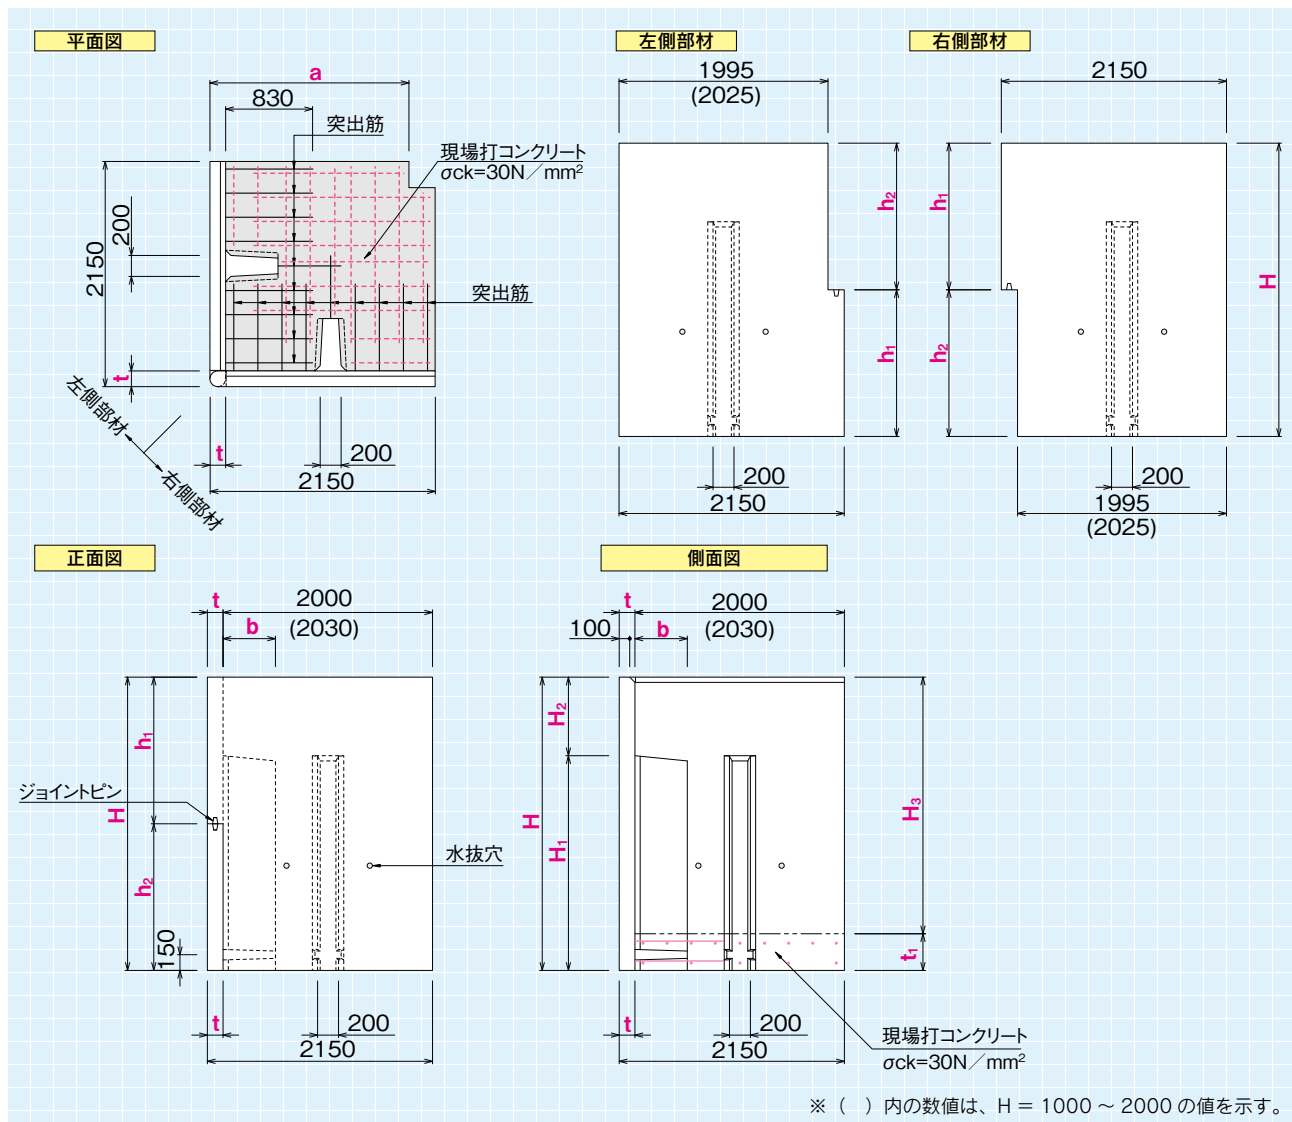 平面図
a
830
突出筋
現場打コンクリート
σck=30N／mm²
2150
200
突出筋
t
左側部材
右側部材
t
200
2150
左側部材
1995
(2025)
h₂
h₁
200
2150
右側部材
2150
h₁
h₂
H
200
1995
(2025)
正面図
t
2000
(2030)
b
h₁
ジョイントピン
H
h₂
水抜穴
150
t
200
2150
側面図
t
2000
(2030)
100
b
H₂
H
H₁
H₃
t₁
t
200
2150
現場打コンクリート
σck=30N／mm²
※（　）内の数値は、H = 1000 ～ 2000 の値を示す。